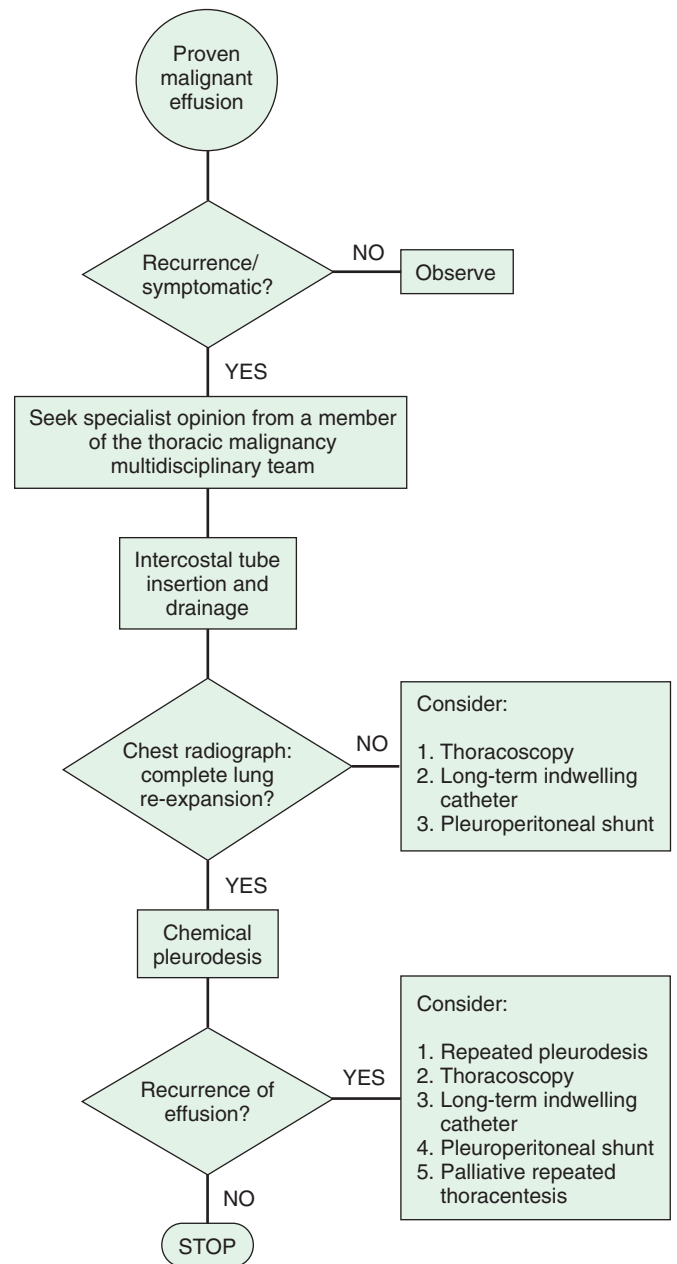 Proven
malignant
effusion
Recurrence/
symptomatic?
NO
Observe
YES
Seek specialist opinion from a member
of the thoracic malignancy
multidisciplinary team
Intercostal tube
insertion and
drainage
Chest radiograph:
complete lung
re-expansion?
NO
Consider:
1. Thoracoscopy
2. Long-term indwelling
catheter
3. Pleuroperitoneal shunt
YES
Chemical
pleurodesis
Recurrence of
effusion?
YES
Consider:
1. Repeated pleurodesis
2. Thoracoscopy
3. Long-term indwelling
catheter
4. Pleuroperitoneal shunt
5. Palliative repeated
thoracentesis
NO
STOP